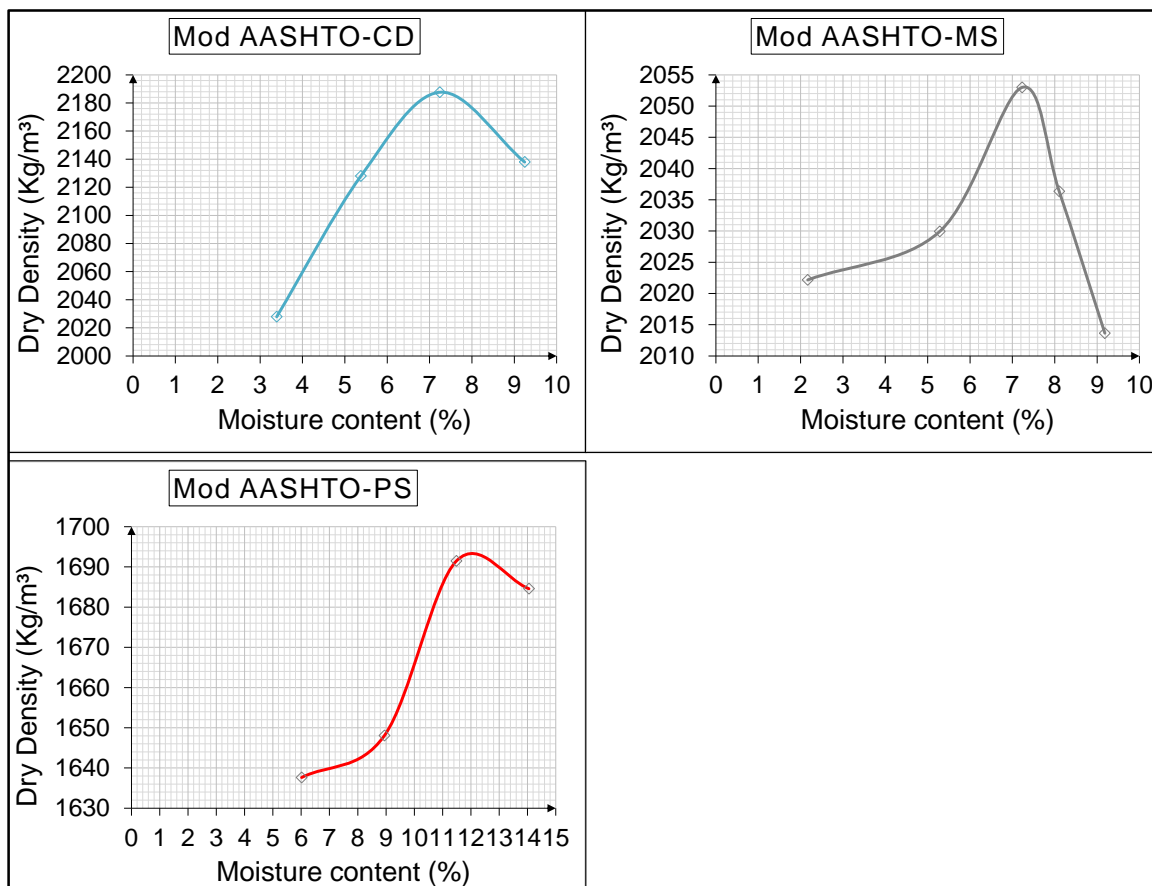 Mod AASHTO-CD
Dry Density (Kg/m³)
2200
2180
2160
2140
2120
2100
2080
2060
2040
2020
2000
0 1 2 3 4 5 6 7 8 9 10
Moisture content (%)
Mod AASHTO-MS
Dry Density (Kg/m³)
2055
2050
2045
2040
2035
2030
2025
2020
2015
2010
0 1 2 3 4 5 6 7 8 9 10
Moisture content (%)
Mod AASHTO-PS
Dry Density (Kg/m³)
1700
1690
1680
1670
1660
1650
1640
1630
0 1 2 3 4 5 6 7 8 9 10 11 12 13 14 15
Moisture content (%)